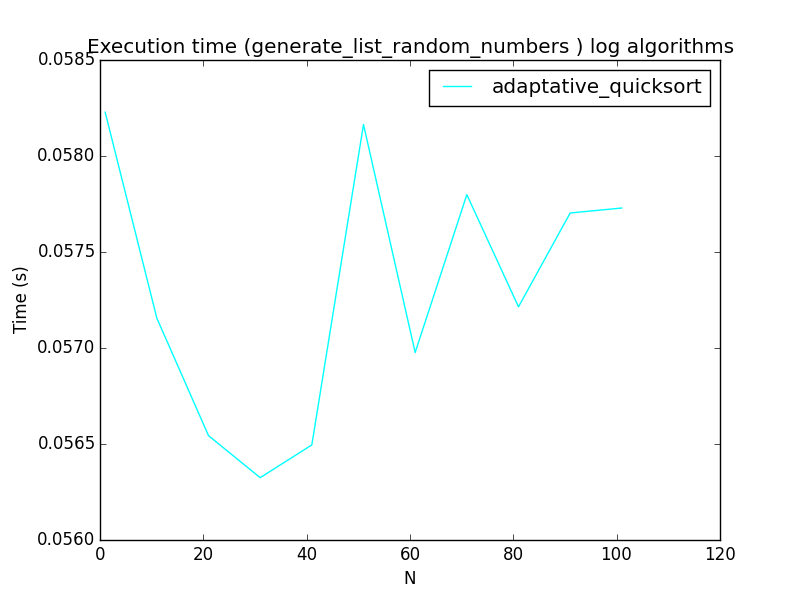 Execution time (generate_list_random_numbers ) log algorithms
adaptative_quicksort
0.0585
0.0580
0.0575
0.0570
0.0565
0.0560
Time (s)
0 20 40 60 80 100 120
N